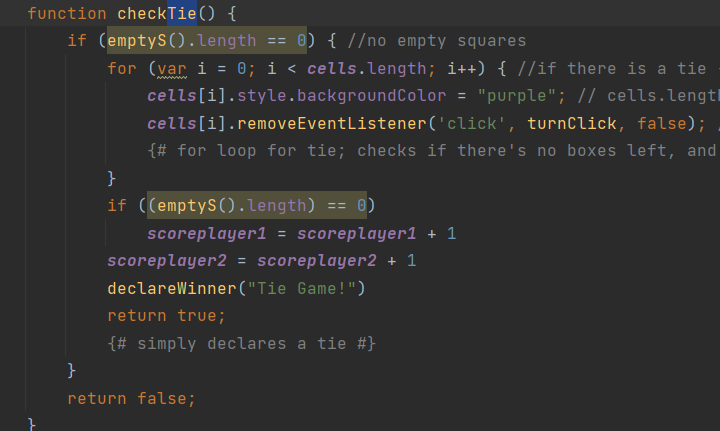 function checkTie() {
if (emptyS().length == 0) { //no empty squares
for (var i = 0; i < cells.length; i++) { //if there is a tie
cells[i].style.backgroundColor = "purple"; // cells.length
cells[i].removeEventListener('click', turnClick, false);
{# for loop for tie; checks if there's no boxes left, and
}
if ((emptyS().length) == 0)
scoreplayer1 = scoreplayer1 + 1
scoreplayer2 = scoreplayer2 + 1
declareWinner("Tie Game!")
return true;
{# simply declares a tie #}
}
return false;
}